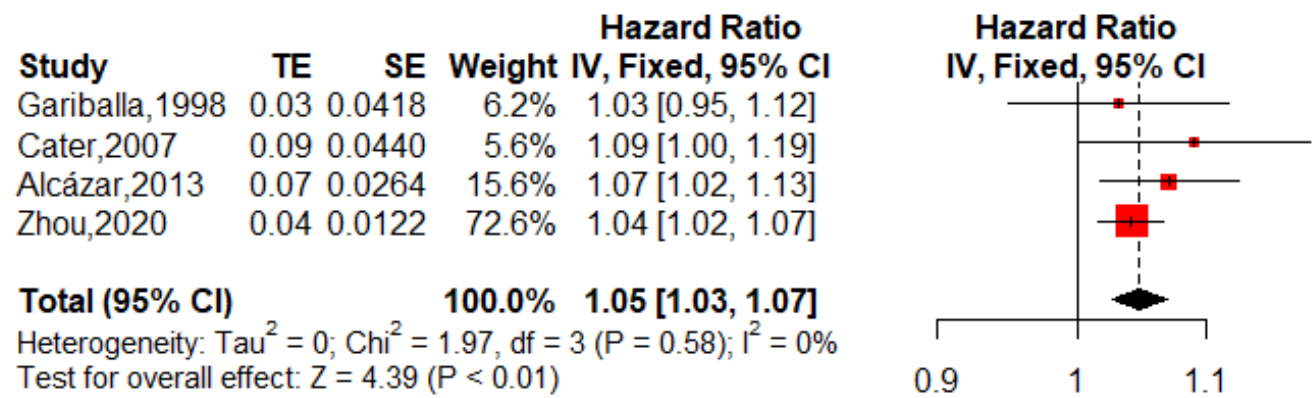 Hazard Ratio Hazard Ratio
Study TE SE Weight IV, Fixed, 95% CI IV, Fixed, 95% CI
Gariballa,1998 0.03 0.0418 6.2% 1.03 [0.95, 1.12]
Cater,2007 0.09 0.0440 5.6% 1.09 [1.00, 1.19]
Alcázar,2013 0.07 0.0264 15.6% 1.07 [1.02, 1.13]
Zhou,2020 0.04 0.0122 72.6% 1.04 [1.02, 1.07]
Total (95% CI) 100.0% 1.05 [1.03, 1.07]
Heterogeneity: Tau² = 0; Chi² = 1.97, df = 3 (P = 0.58); I² = 0%
Test for overall effect: Z = 4.39 (P < 0.01)
0.9 1 1.1